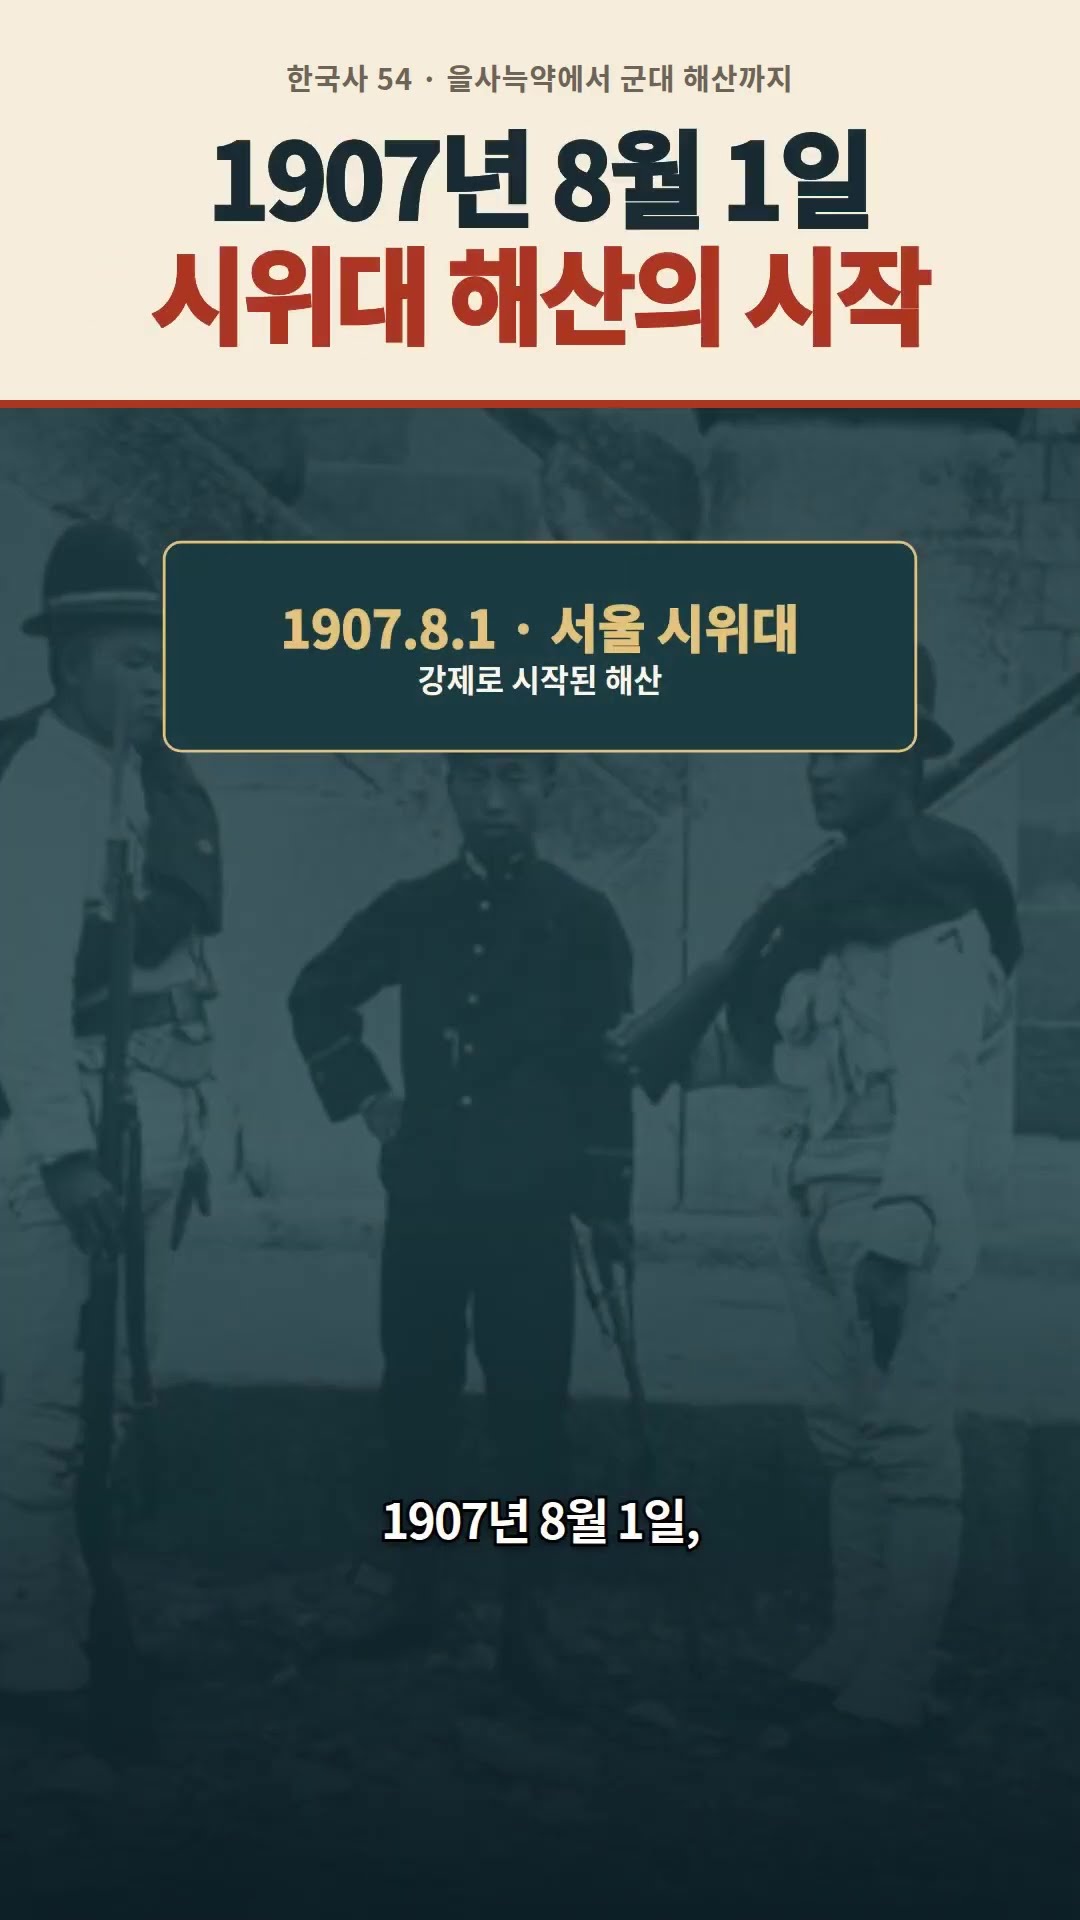 한국사 54 · 을사늑약에서 군대 해산까지
1907년 8월 1일
시위대 해산의 시작
1907.8.1 · 서울 시위대
강제로 시작된 해산
1907년 8월 1일,